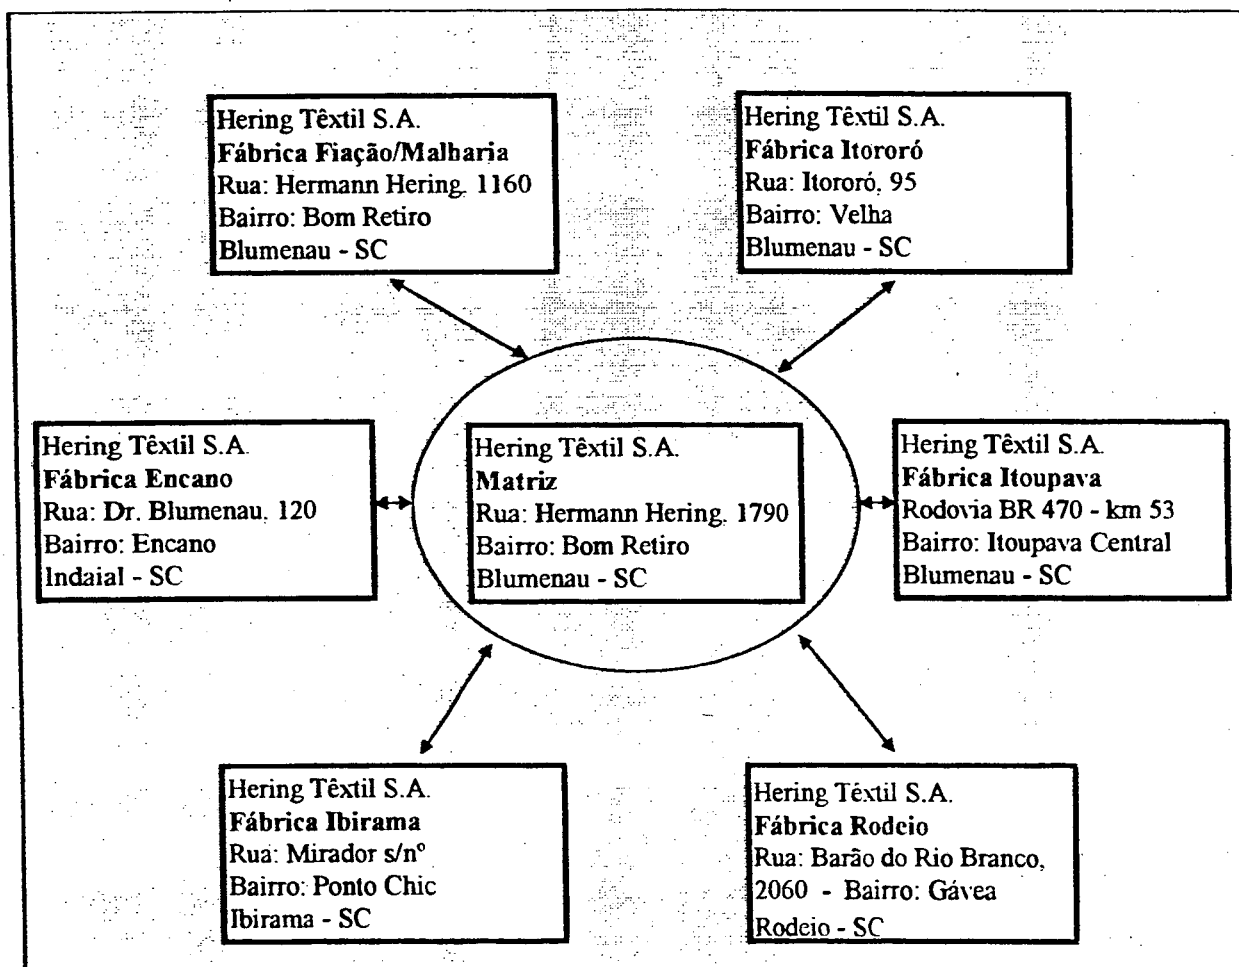 Hering Têxtil S.A.
Fábrica Fiação/Malharia
Rua: Hermann Hering, 1160
Bairro: Bom Retiro
Blumenau - SC
Hering Têxtil S.A.
Fábrica Itororó
Rua: Itororó, 95
Bairro: Velha
Blumenau - SC
Hering Têxtil S.A.
Fábrica Encano
Rua: Dr. Blumenau, 120
Bairro: Encano
Indaial - SC
Hering Têxtil S.A.
Matriz
Rua: Hermann Hering, 1790
Bairro: Bom Retiro
Blumenau - SC
Hering Têxtil S.A.
Fábrica Itoupava
Rodovia BR 470 - km 53
Bairro: Itoupava Central
Blumenau - SC
Hering Têxtil S.A.
Fábrica Ibirama
Rua: Mirador s/nº
Bairro: Ponto Chic
Ibirama - SC
Hering Têxtil S.A.
Fábrica Rodeio
Rua: Barão do Rio Branco,
2060 - Bairro: Gávea
Rodeio - SC